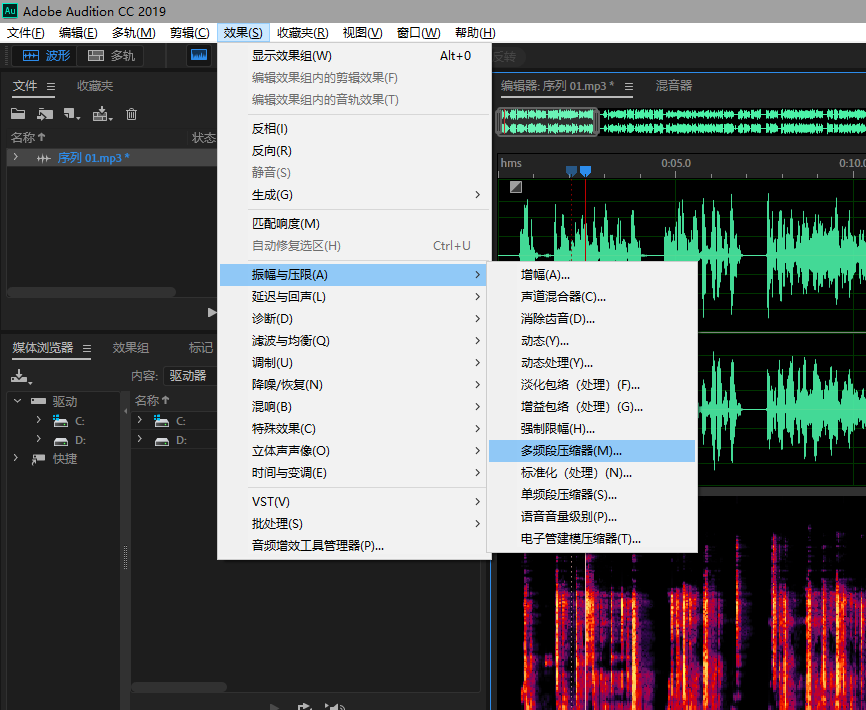 Au Adobe Audition CC 2019
文件(F) 编辑(E) 多轨(M) 剪辑(C) 效果(S) 收藏夹(R) 视图(V) 窗口(W) 帮助(H)
波形 多轨 反转
文件 收藏夹
名称 状态
序列 01.mp3 *
媒体浏览器 效果组 标记
内容: 驱动器
驱动
C:
D:
快捷
名称
C:
D:
显示效果组(W) Alt+0
编辑效果组内的剪辑效果(F)
编辑效果组内的音轨效果(T)
反相(I)
反向(R)
静音(S)
生成(G)
匹配响度(M)
自动修复选区(H) Ctrl+U
振幅与压限(A)
延迟与回声(L)
诊断(D)
滤波与均衡(Q)
调制(U)
降噪/恢复(N)
混响(B)
特殊效果(C)
立体声声像(O)
时间与变调(E)
VST(V)
批处理(S)
音频增效工具管理器(P)...
编辑器: 序列 01.mp3 * 混音器
hms 0:05.0 0:10.0
增幅(A)...
声道混合器(C)...
消除齿音(D)...
动态(Y)...
动态处理(Y)...
淡化包络（处理）(F)...
增益包络（处理）(G)...
强制限幅(H)...
多频段压缩器(M)...
标准化（处理）(N)...
单频段压缩器(S)...
语音音量级别(P)...
电子管建模压缩器(T)...